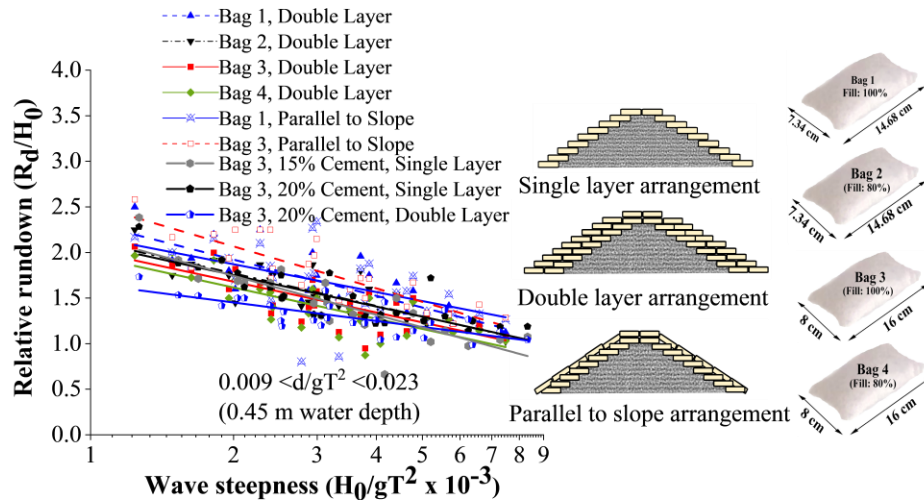 Bag 1, Double Layer
Bag 2, Double Layer
Bag 3, Double Layer
Bag 4, Double Layer
Bag 1, Parallel to Slope
Bag 3, Parallel to Slope
Bag 3, 15% Cement, Single Layer
Bag 3, 20% Cement, Single Layer
Bag 3, 20% Cement, Double Layer
Relative rundown (R_d/H_0)
4.0
3.5
3.0
2.5
2.0
1.5
1.0
0.5
0.0
0.009 <d/gT² <0.023
(0.45 m water depth)
1 2 3 4 5 6 7 8 9
Wave steepness (H_0/gT² x 10⁻³)
Single layer arrangement
Double layer arrangement
Parallel to slope arrangement
Bag 1
Fill: 100%
7.34 cm
14.68 cm
Bag 2
(Fill: 80%)
7.34 cm
14.68 cm
Bag 3
(Fill: 100%)
8 cm
16 cm
Bag 4
(Fill: 80%)
8 cm
16 cm